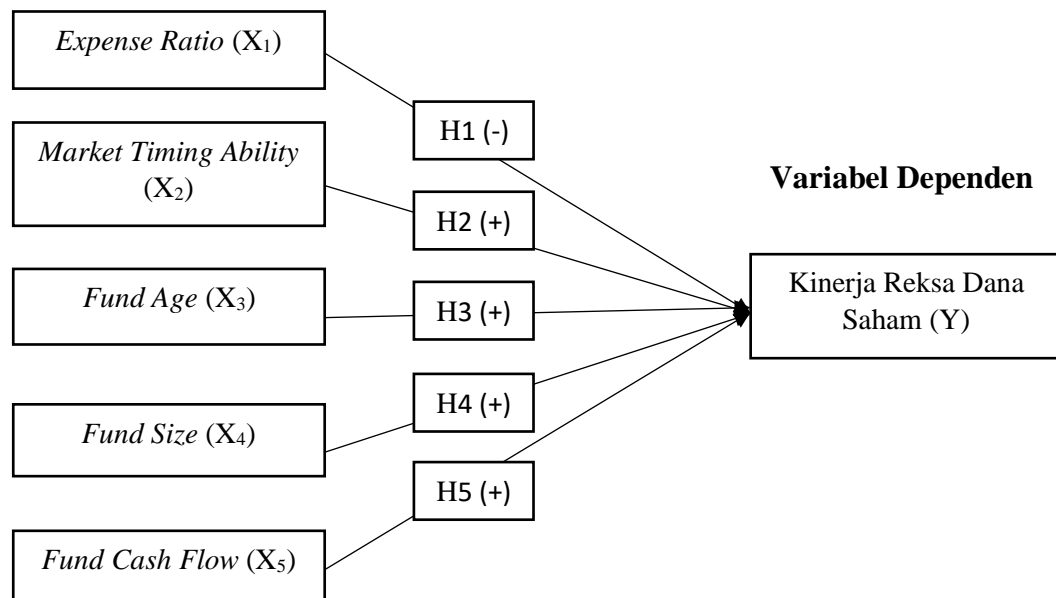 Expense Ratio (X₁)
H1 (-)
Market Timing Ability
(X₂)
Variabel Dependen
H2 (+)
Fund Age (X₃)
H3 (+)
Kinerja Reksa Dana
Saham (Y)
H4 (+)
Fund Size (X₄)
H5 (+)
Fund Cash Flow (X₅)